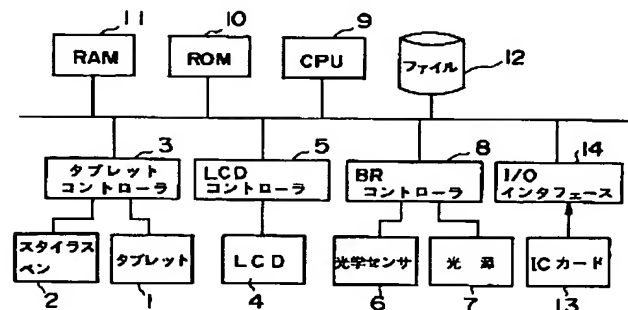 11
10
9
RAM
ROM
CPU
ファイル
12
3
5
8
14
タブレット
コントローラ
LCD
コントローラ
BR
コントローラ
I/O
インタフェース
スタイラス
ペン
タブレット
LCD
光学センサ
光源
ICカード
2
1
4
6
7
13